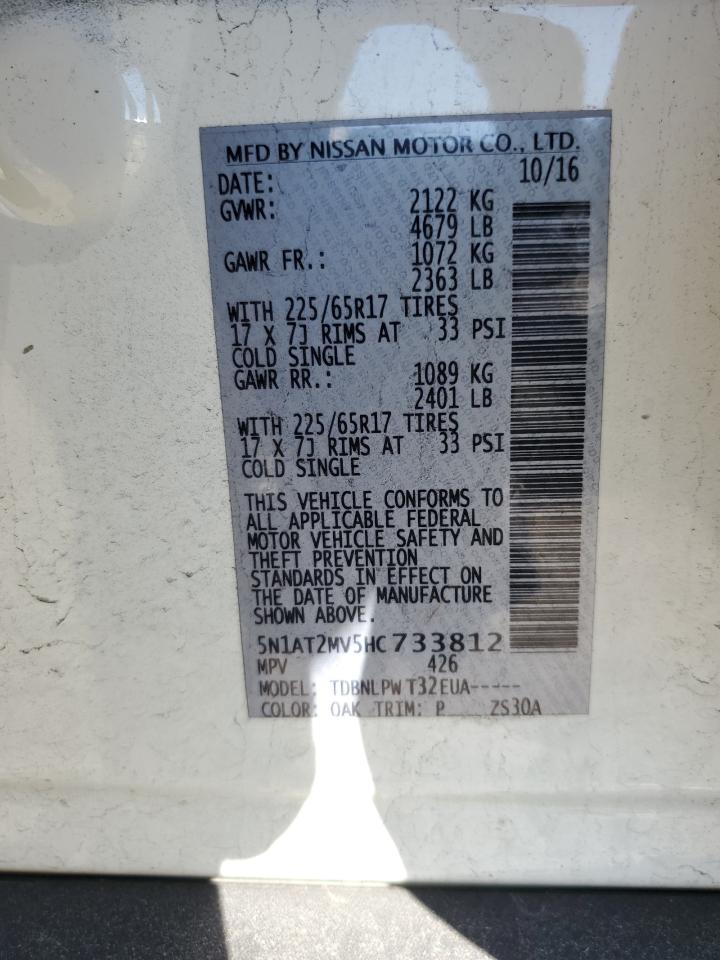 MFD BY NISSAN MOTOR CO., LTD.
DATE: 10/16
GVWR: 2122 KG
4679 LB
GAWR FR.: 1072 KG
2363 LB
WITH 225/65R17 TIRES
17 X 7J RIMS AT 33 PSI
COLD SINGLE
GAWR RR.: 1089 KG
2401 LB
WITH 225/65R17 TIRES
17 X 7J RIMS AT 33 PSI
COLD SINGLE
THIS VEHICLE CONFORMS TO
ALL APPLICABLE FEDERAL
MOTOR VEHICLE SAFETY AND
THEFT PREVENTION
STANDARDS IN EFFECT ON
THE DATE OF MANUFACTURE
SHOWN ABOVE.
5N1AT2MV5HC733812
MPV 426
MODEL: TDBNLPW T32EUA-----
COLOR: QAK TRIM: P ZS30A